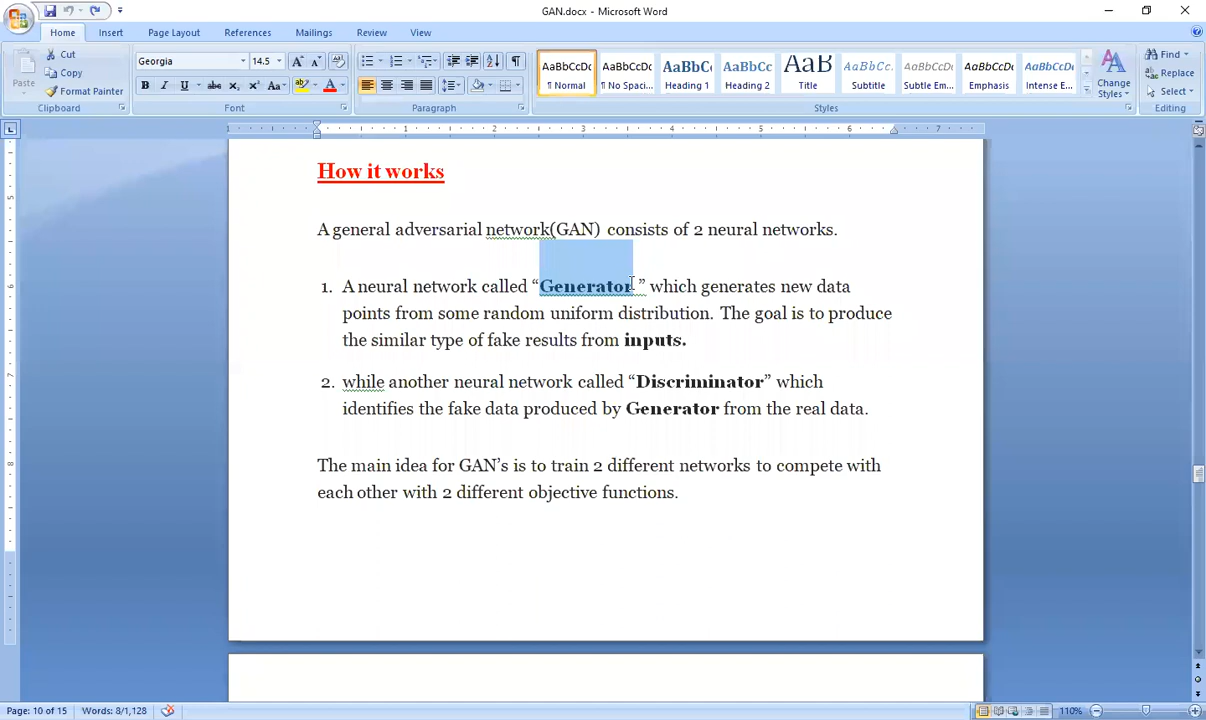 GAN.docx - Microsoft Word
Home Insert Page Layout References Mailings Review View
Paste
Cut
Copy
Format Painter
Clipboard
Georgia 14.5
Font
Paragraph
AaBbCcDc AaBbCcDc AaBbCc AaBbCc AaB AaBbCcDc AaBbCcDc AaBbCcDc AaBbCcDc
¶ Normal ¶ No Spaci... Heading 1 Heading 2 Title Subtitle Subtle Em... Emphasis Intense E...
Styles
Change Styles
Find
Replace
Select
Editing
How it works
A general adversarial network(GAN) consists of 2 neural networks.
1. A neural network called “Generator ” which generates new data
points from some random uniform distribution. The goal is to produce
the similar type of fake results from inputs.
2. while another neural network called “Discriminator” which
identifies the fake data produced by Generator from the real data.
The main idea for GAN’s is to train 2 different networks to compete with
each other with 2 different objective functions.
Page: 10 of 15 Words: 8/1,128 110%